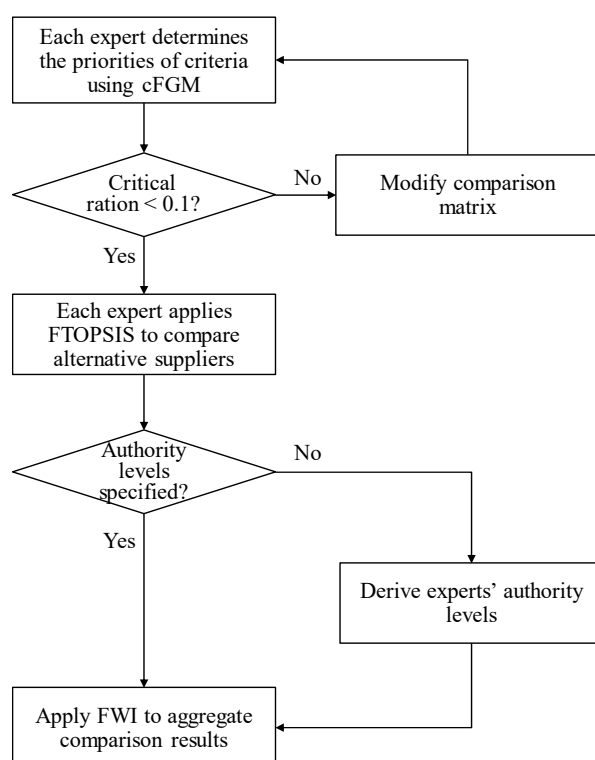 Each expert determines
the priorities of criteria
using cFGM
Critical
ration < 0.1?
No
Modify comparison
matrix
Yes
Each expert applies
FTOPSIS to compare
alternative suppliers
Authority
levels
specified?
No
Yes
Derive experts’ authority
levels
Apply FWI to aggregate
comparison results